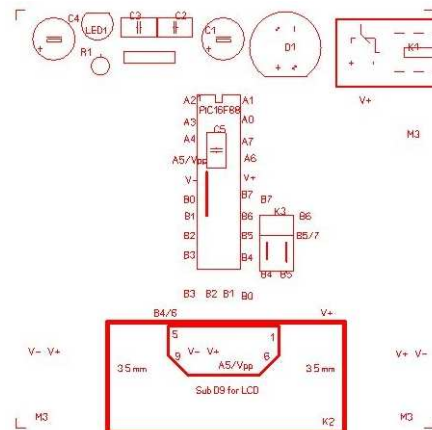 C4
LED1
C3 C2
C1
D1
K1
R1
V+
M3
A2 A1
PIC16F88
A3 A0
C5
A4 A7
A5/Vpp A6
V- V+
B0 B7 B7
K3
B1 B6 B6
B2 B5 B5/7
B3 B4 B4 B5
B3 B2 B1 B0
B4/6 V+
5 1
V- V+ 9 V- V+ 6 V+ V-
A5/Vpp
35mm 35mm
Sub D9 for LCD
M3 K2 M3